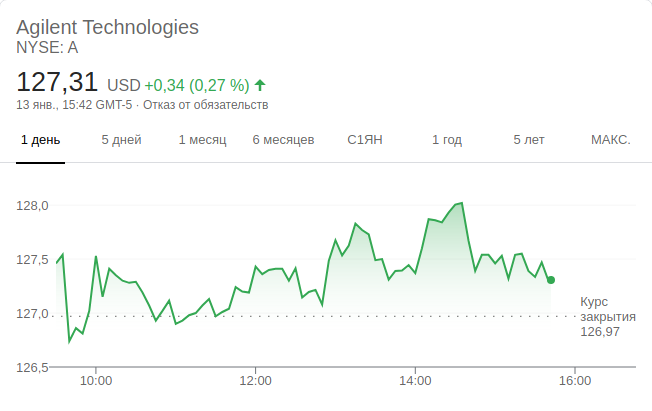 Agilent Technologies
NYSE: A
127,31 USD +0,34 (0,27 %)
13 янв., 15:42 GMT-5 · Отказ от обязательств
1 день 5 дней 1 месяц 6 месяцев С1ЯН 1 год 5 лет МАКС.
128,0
127,5
127,0
126,5
Курс
закрытия
126,97
10:00 12:00 14:00 16:00